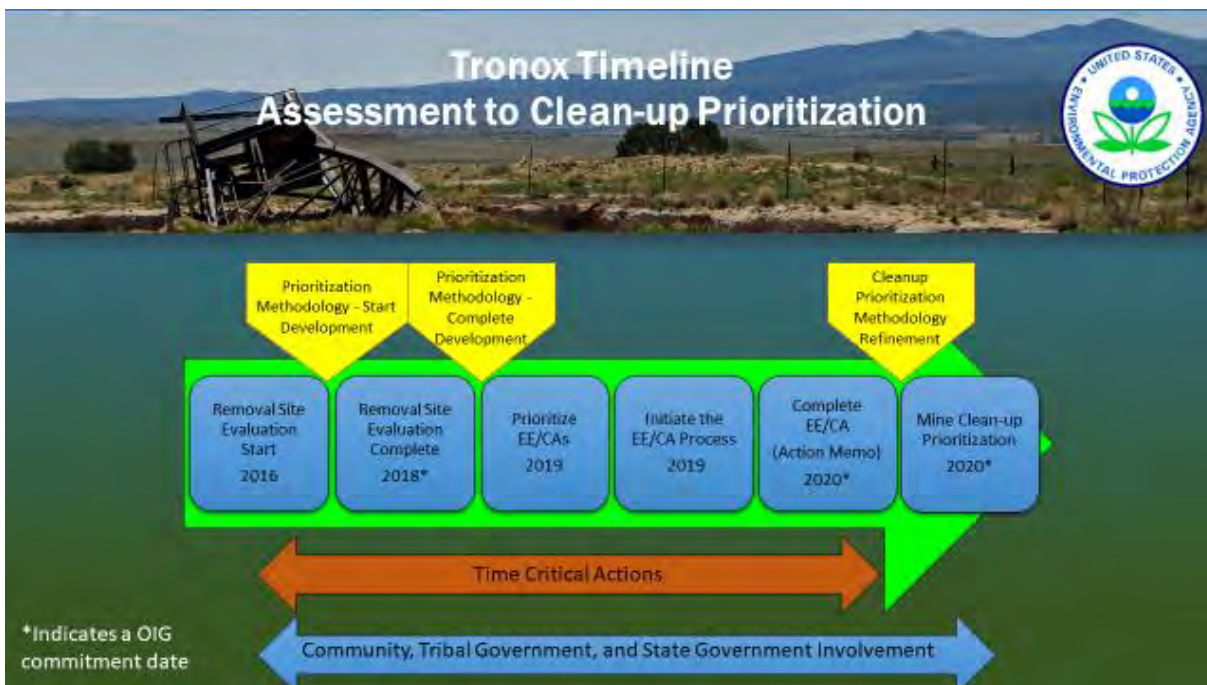 Tronox Timeline
Assessment to Clean-up Prioritization
UNITED STATES
ENVIRONMENTAL PROTECTION AGENCY
Prioritization
Methodology - Start
Development
Prioritization
Methodology -
Complete
Development
Cleanup
Prioritization
Methodology
Refinement
Removal Site
Evaluation
Start
2016
Removal Site
Evaluation
Complete
2018*
Prioritize
EE/CAs
2019
Initiate the
EE/CA Process
2019
Complete
EE/CA
(Action Memo)
2020*
Mine Clean-up
Prioritization
2020*
Time Critical Actions
*Indicates a OIG
commitment date
Community, Tribal Government, and State Government Involvement